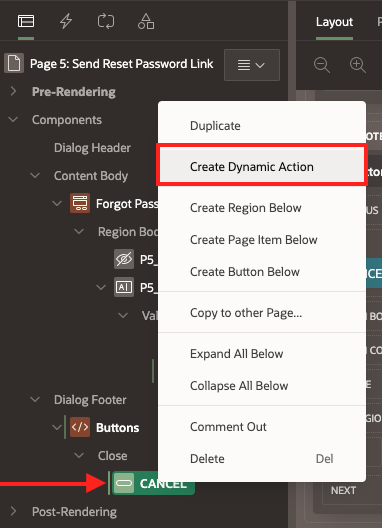 Layout
P
Page 5: Send Reset Password Link
Pre-Rendering
Components
Dialog Header
Content Body
Forgot Pass
Region Bod
P5_
P5_
Val
Dialog Footer
Buttons
Close
CANCEL
Post-Rendering
Duplicate
Create Dynamic Action
Create Region Below
Create Page Item Below
Create Button Below
Copy to other Page...
Expand All Below
Collapse All Below
Comment Out
Delete Del
NEXT